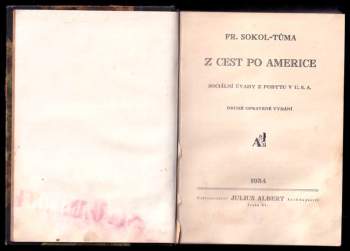 FR. SOKOL-TŮMA
Z CEST PO AMERICE
SOCIÁLNÍ ÚVAHY Z POBYTU V U. S. A.
DRUHÉ OPRAVENÉ VYDÁNÍ
1934
JULIUS ALBERT